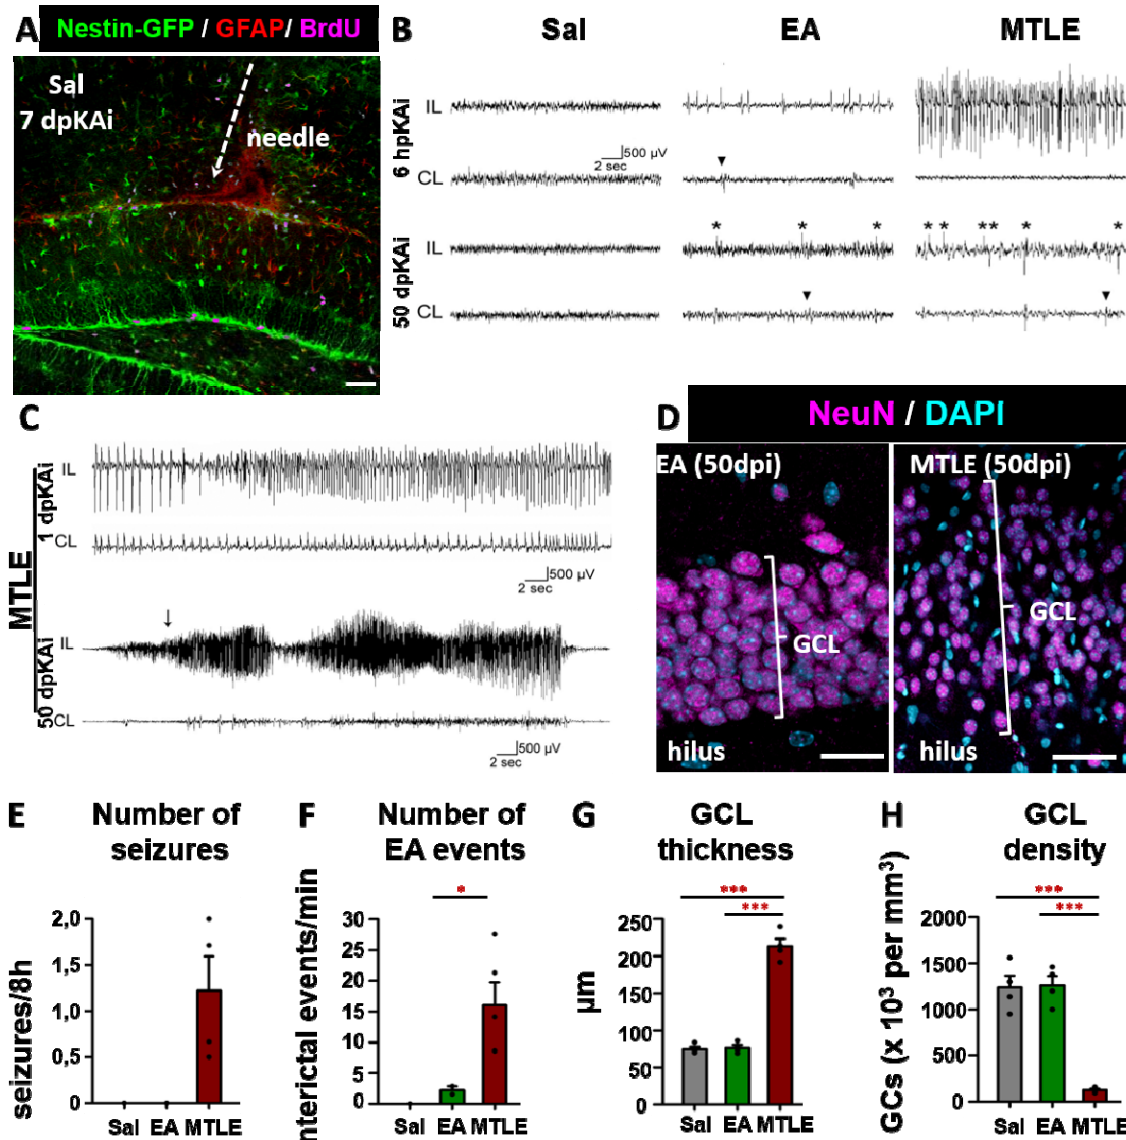 A
Nestin-GFP / GFAP/ BrdU
Sal
7 dpKAi
needle
B
Sal
EA
MTLE
6 hpKAi
IL
500 µV
2 sec
CL
50 dpKAi
* * *
* * ** * *
IL
CL
C
MTLE
1 dpKAi
IL
CL
500 µV
2 sec
50 dpKAi
IL
CL
500 µV
2 sec
D
NeuN / DAPI
EA (50dpi)
GCL
hilus
MTLE (50dpi)
GCL
hilus
E
Number of
seizures
seizures/8h
2,0
1,5
1,0
0,5
0
Sal EA MTLE
F
Number of
EA events
nterictal events/min
*
30
25
20
15
10
5
0
Sal EA MTLE
G
GCL
thickness
µm
***
***
250
200
150
100
50
0
Sal EA MTLE
H
GCL
density
GCs (x 10³ per mm³)
***
***
2000
1500
1000
500
0
Sal EA MTLE